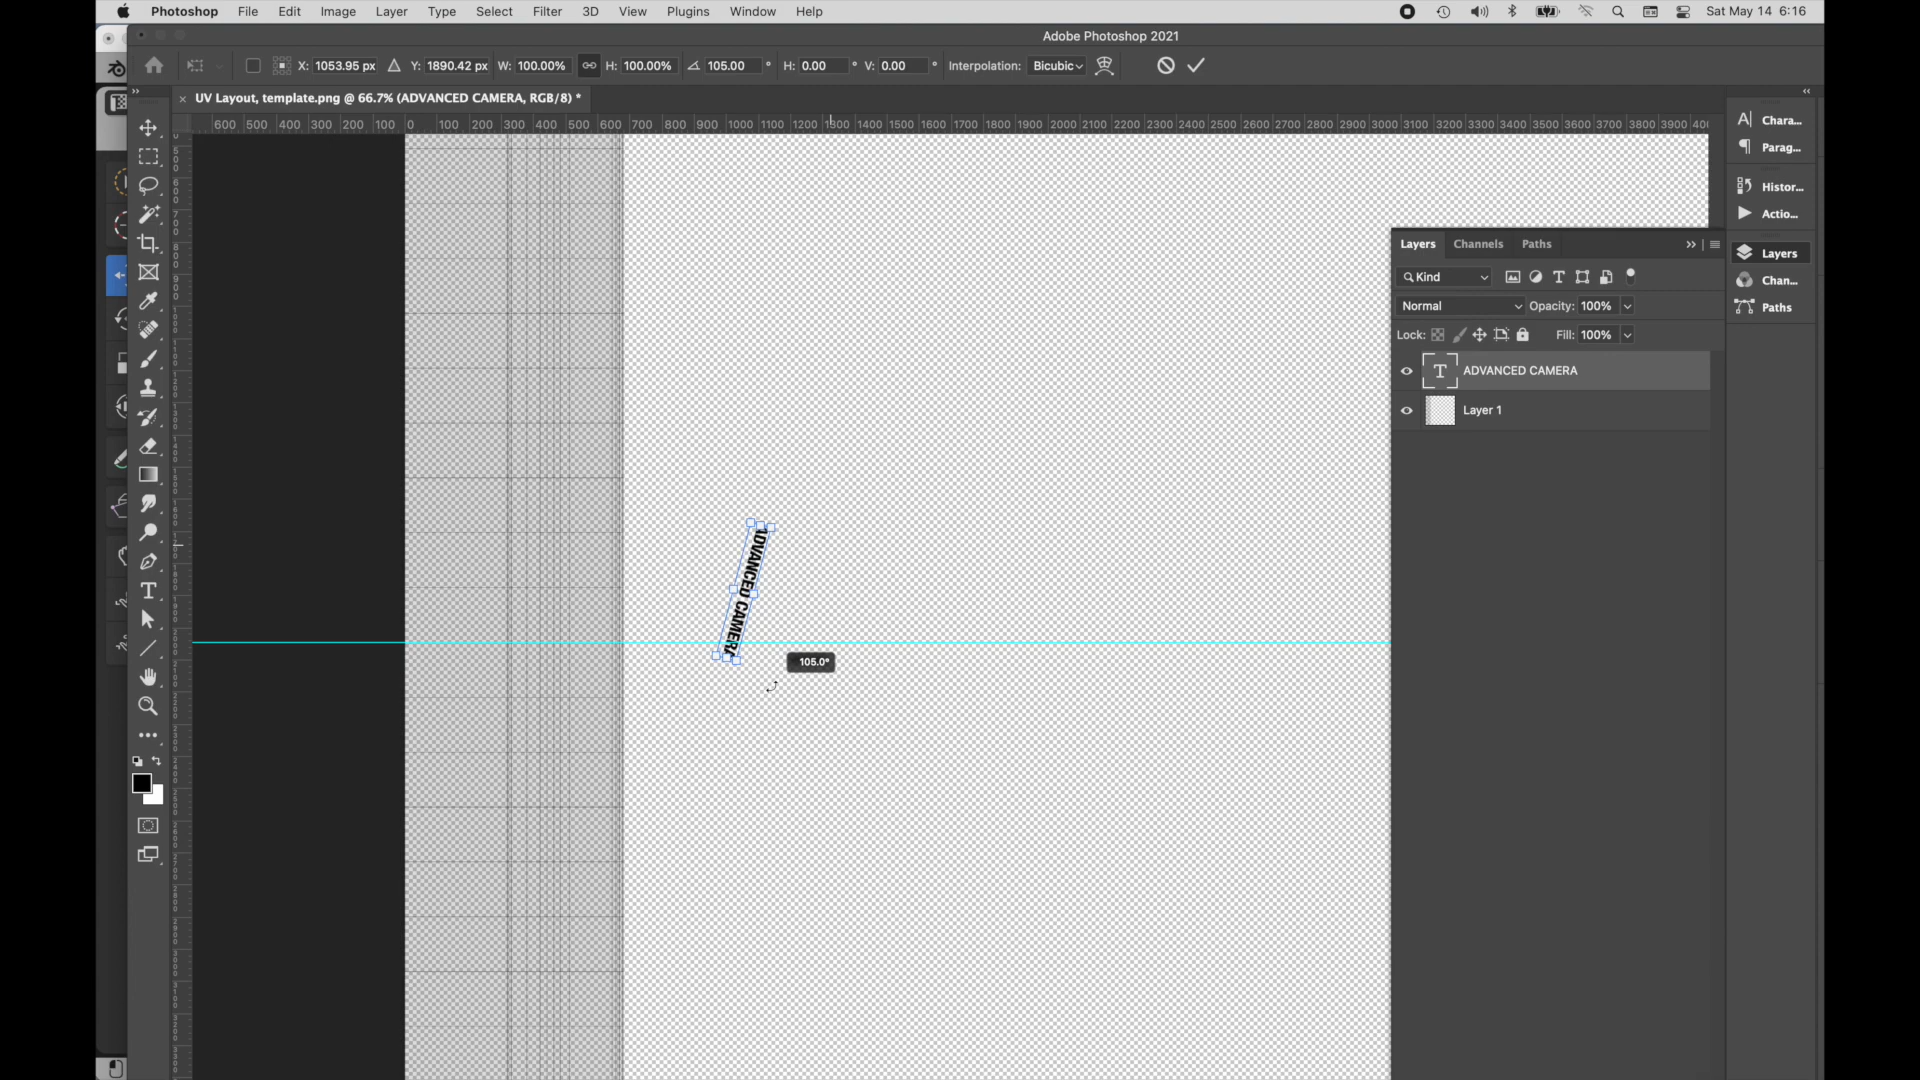 Photoshop File Edit Image Layer Type Select Filter 3D View Plugins Window Help Sat May 14 6:16
Adobe Photoshop 2021
X: 1053.95 px Y: 1890.42 px W: 100.00% H: 100.00% 105.00 ° H: 0.00 ° V: 0.00 ° Interpolation: Bicubic
× UV Layout, template.png @ 66.7% (ADVANCED CAMERA, RGB/8) *
600 500 400 300 200 100 0 100 200 300 400 500 600 700 800 900 1000 1100 1200 1300 1400 1500 1600 1700 1800 1900 2000 2100 2200 2300 2400 2500 2600 2700 2800 2900 3000 3100 3200 3300 3400 3500 3600 3700 3800 3900
Chara...
Parag...
Histor...
Actio...
Layers
Chan...
Paths
Layers Channels Paths
Kind
Normal Opacity: 100%
Lock: Fill: 100%
ADVANCED CAMERA
Layer 1
ADVANCED CAMERA
105.0°